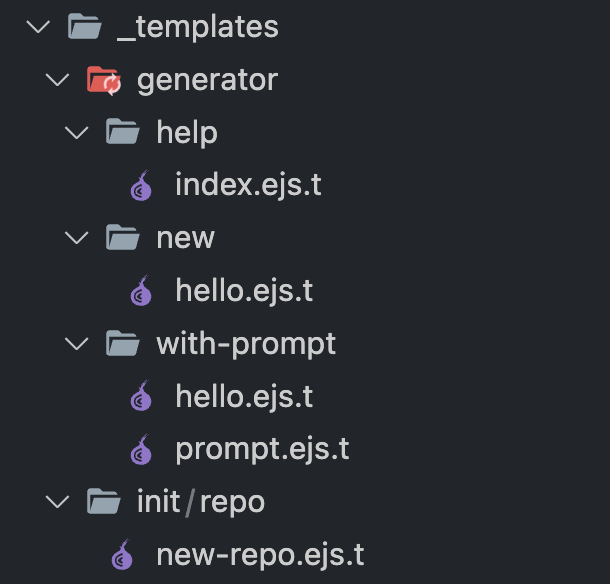 _templates
generator
help
index.ejs.t
new
hello.ejs.t
with-prompt
hello.ejs.t
prompt.ejs.t
init/repo
new-repo.ejs.t